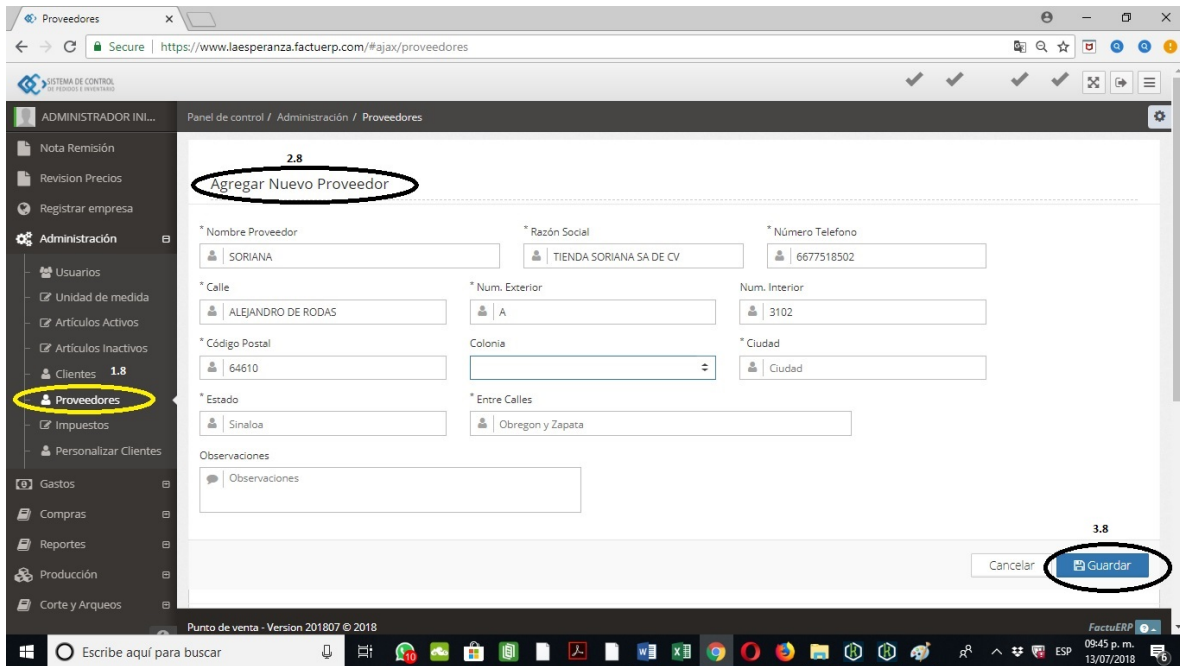 Proveedores
Secure | https://www.laesperanza.factuerp.com/#ajax/proveedores
SISTEMA DE CONTROL
DE PEDIDOS E INVENTARIO
ADMINISTRADOR INI...
Panel de control / Administración / Proveedores
Nota Remisión
Revision Precios
Registrar empresa
Administración
Usuarios
Unidad de medida
Artículos Activos
Artículos Inactivos
Clientes 1.8
Proveedores
Impuestos
Personalizar Clientes
Gastos
Compras
Reportes
Producción
Corte y Arqueos
2.8
Agregar Nuevo Proveedor
* Nombre Proveedor * Razón Social * Número Telefono
SORIANA TIENDA SORIANA SA DE CV 6677518502
* Calle * Num. Exterior Num. Interior
ALEJANDRO DE RODAS A 3102
* Código Postal Colonia * Ciudad
64610 Ciudad
* Estado * Entre Calles
Sinaloa Obregon y Zapata
Observaciones
Observaciones
3.8
Cancelar Guardar
Punto de venta - Version 201807 © 2018 FactuERP
Escribe aquí para buscar
10
ESP
09:45 p. m.
13/07/2018
6